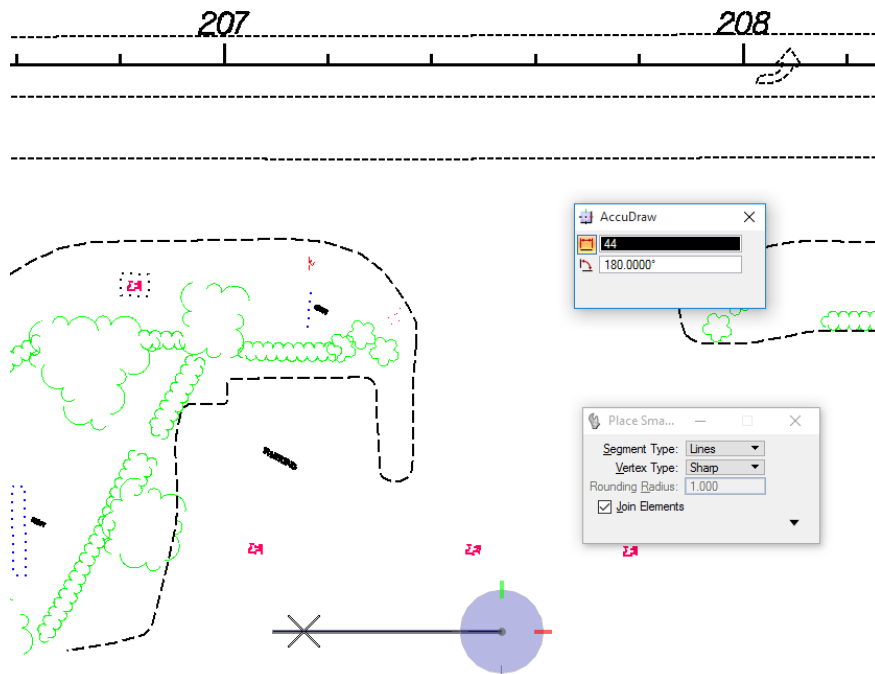 207
208
AccuDraw
44
180.0000°
Place Sma...
Segment Type: Lines
Vertex Type: Sharp
Rounding Radius: 1.000
Join Elements